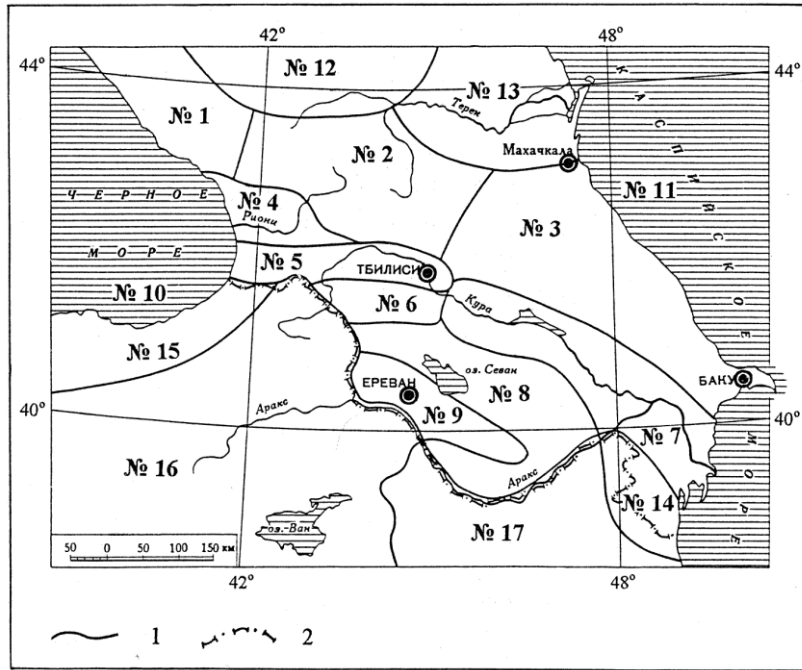 42°
48°
44°
44°
№ 12
№ 13
№ 1
Терек
КАСПИЙСКОЕ
№ 2
Махачкала
№ 11
ЧЕРНОЕ
№ 4
Риони
№ 3
МОРЕ
№ 5
ТБИЛИСИ
№ 10
№ 6
Кура
№ 15
оз. Севан
ЕРЕВАН
№ 8
БАКУ
40°
Аракс
№ 9
40°
№ 7
МОРЕ
№ 16
Аракс
№ 14
оз. Ван
№ 17
50 0 50 100 150 км
42°
48°
1
2